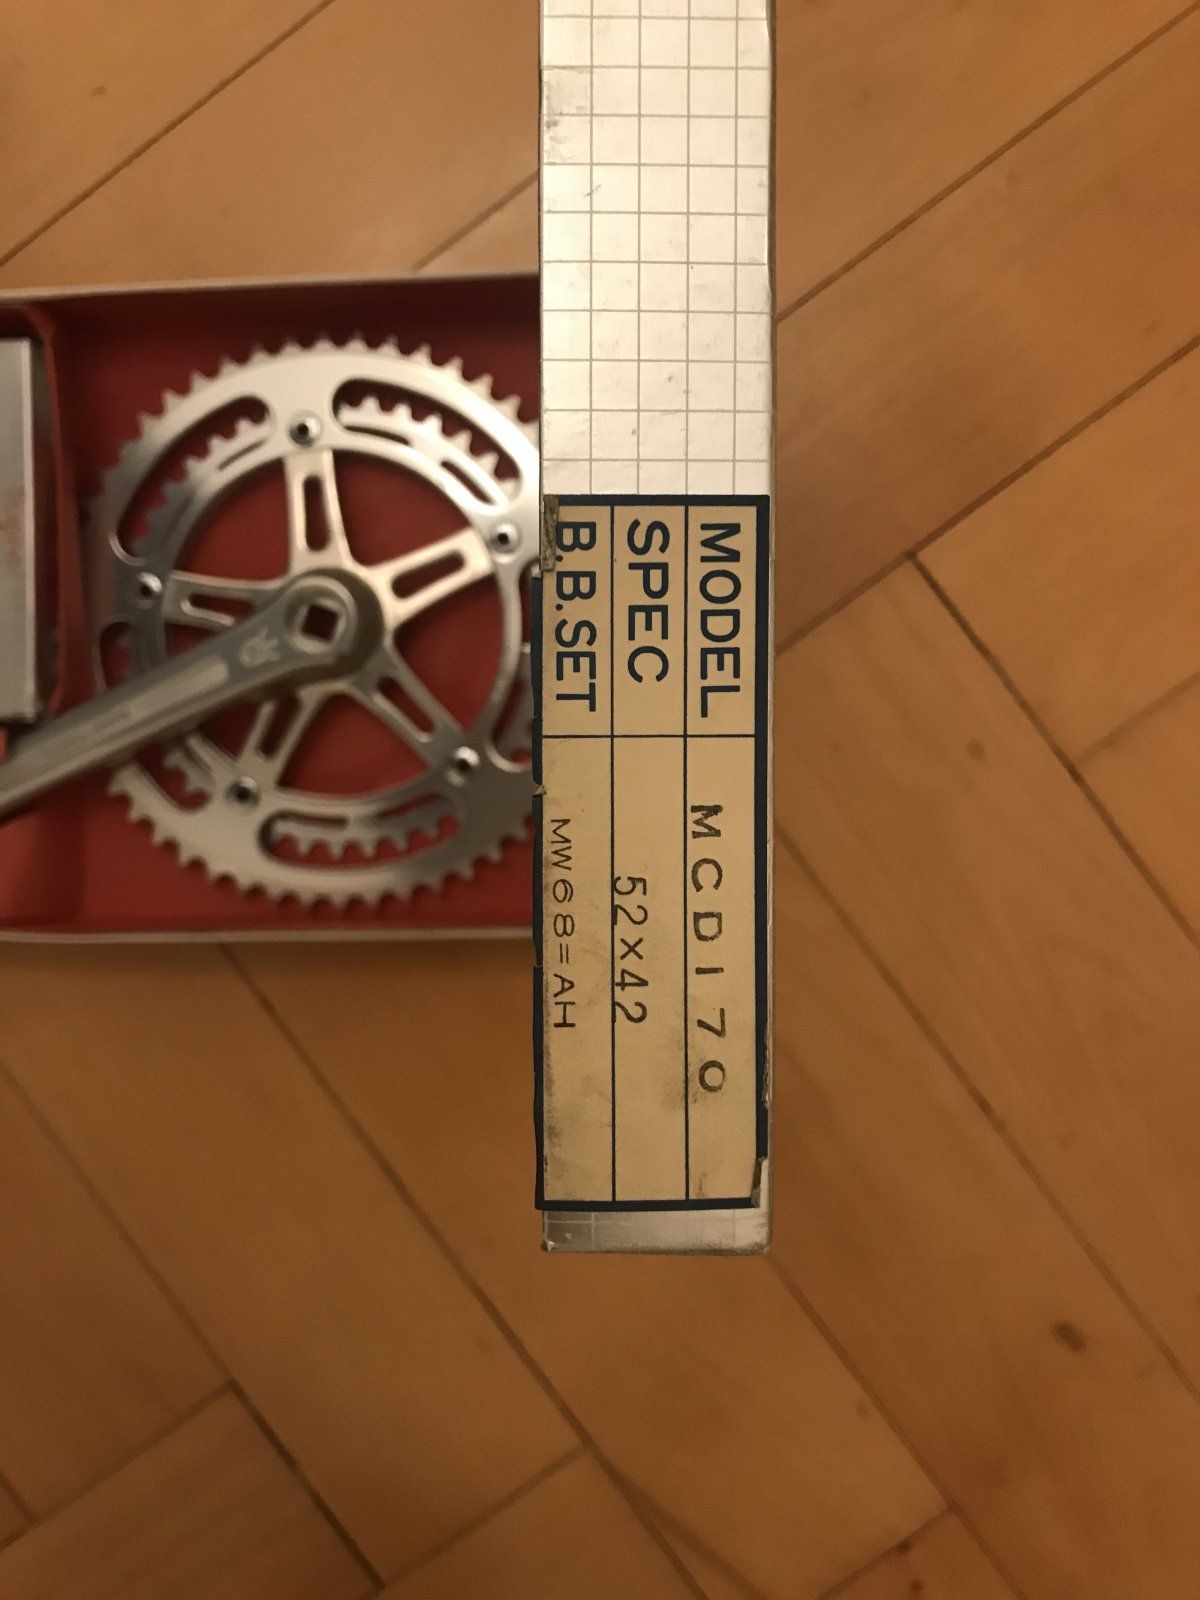 MODEL MCD170
SPEC 52×42
B.B.SET MW68=AH